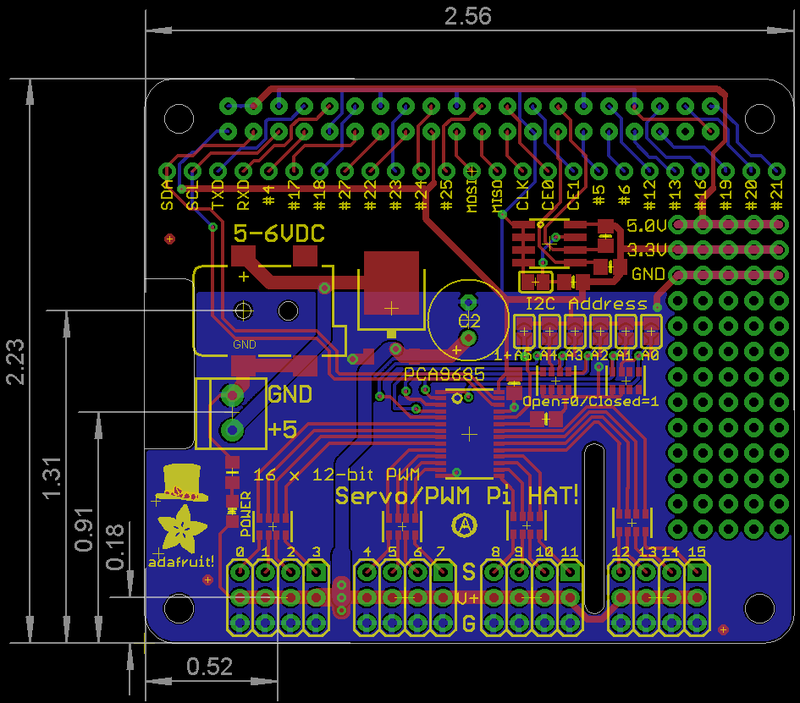 2.56
SDA SCL TXD RXD #4 #17 #18 #27 #22 #23 #24 #25 MOSI MISO CLK CE0 CE1 #5 #6 #12 #13 #16 #19 #20 #21
5.0V
5-6VDC
3.3V
+
GND
I2C Address
C2
GND
+
1+A5 A4 A3 A2 A1 A0
2.23
PCA9685
GND
Open=0/Closed=1
+5
1.31
16 x 12-bit PWM
Servo/PWM Pi HAT!
0.91
POWER
A
0.18
adafruit!
0 2 3 4 5 6 7 8 9 10 11 12 13 14 15
S
V+
G
0.52